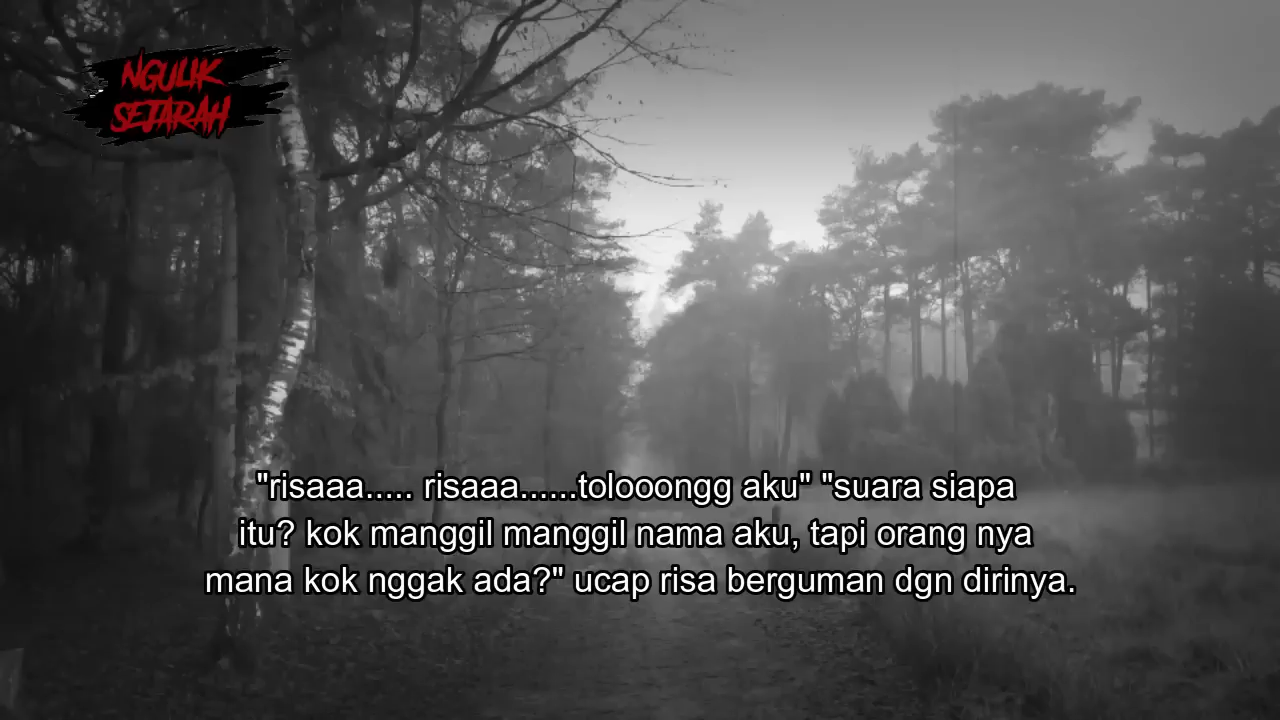 NGULIK
SEJARAH
"risaaa..... risaaa......tolooongg aku" "suara siapa
itu? kok manggil manggil nama aku, tapi orang nya
mana kok nggak ada?" ucap risa berguman dgn dirinya.